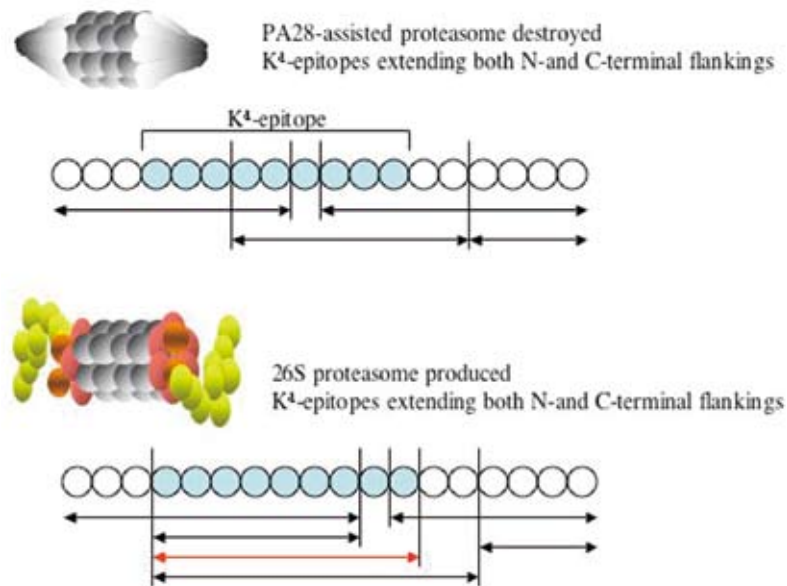 PA28-assisted proteasome destroyed
K⁴-epitopes extending both N-and C-terminal flankings
K⁴-epitope
26S proteasome produced
K⁴-epitopes extending both N-and C-terminal flankings